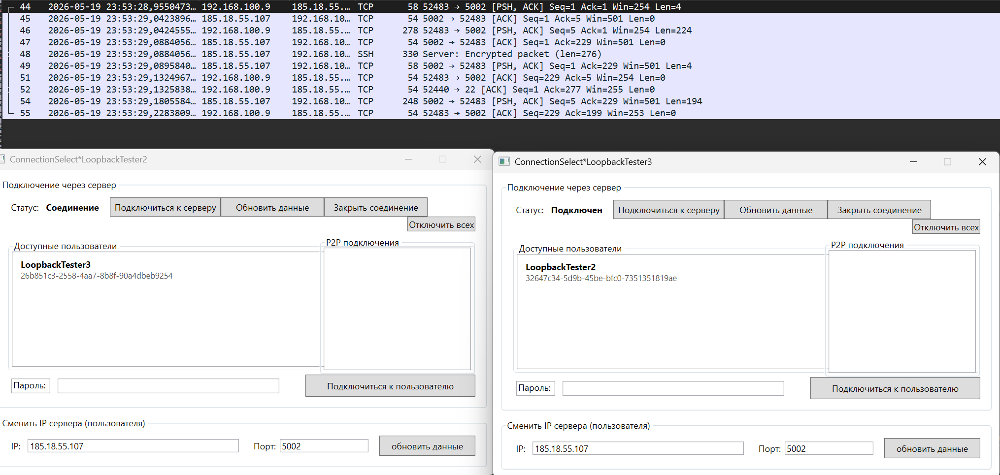 44 2026-05-19 23:53:28,9550473… 192.168.100.9 185.18.55.… TCP 58 52483 → 5002 [PSH, ACK] Seq=1 Ack=1 Win=254 Len=4
45 2026-05-19 23:53:29,0423896… 185.18.55.107 192.168.10… TCP 54 5002 → 52483 [ACK] Seq=1 Ack=5 Win=501 Len=0
46 2026-05-19 23:53:29,0424555… 192.168.100.9 185.18.55.… TCP 278 52483 → 5002 [PSH, ACK] Seq=5 Ack=1 Win=254 Len=224
47 2026-05-19 23:53:29,0884056… 185.18.55.107 192.168.10… TCP 54 5002 → 52483 [ACK] Seq=1 Ack=229 Win=501 Len=0
48 2026-05-19 23:53:29,0884056… 185.18.55.107 192.168.10… SSH 330 Server: Encrypted packet (len=276)
49 2026-05-19 23:53:29,0895840… 185.18.55.107 192.168.10… TCP 58 5002 → 52483 [PSH, ACK] Seq=1 Ack=229 Win=501 Len=4
51 2026-05-19 23:53:29,1324967… 192.168.100.9 185.18.55.… TCP 54 52483 → 5002 [ACK] Seq=229 Ack=5 Win=254 Len=0
52 2026-05-19 23:53:29,1325838… 192.168.100.9 185.18.55.… TCP 54 52440 → 22 [ACK] Seq=1 Ack=277 Win=255 Len=0
54 2026-05-19 23:53:29,1805584… 185.18.55.107 192.168.10… TCP 248 5002 → 52483 [PSH, ACK] Seq=5 Ack=229 Win=501 Len=194
55 2026-05-19 23:53:29,2283809… 192.168.100.9 185.18.55.… TCP 54 52483 → 5002 [ACK] Seq=229 Ack=199 Win=253 Len=0
ConnectionSelect*LoopbackTester2
Подключение через сервер
Статус: Соединение Подключиться к серверу Обновить данные Закрыть соединение
Отключить всех
Доступные пользователи P2P подключения
LoopbackTester3
26b851c3-2558-4aa7-8b8f-90a4dbeb9254
Пароль: Подключиться к пользователю
Сменить IP сервера (пользователя)
IP: 185.18.55.107 Порт: 5002 обновить данные
ConnectionSelect*LoopbackTester3
Подключение через сервер
Статус: Подключен Подключиться к серверу Обновить данные Закрыть соединение
Отключить всех
Доступные пользователи P2P подключения
LoopbackTester2
32647c34-5d9b-45be-bfc0-7351351819ae
Пароль: Подключиться к пользователю
Сменить IP сервера (пользователя)
IP: 185.18.55.107 Порт: 5002 обновить данные